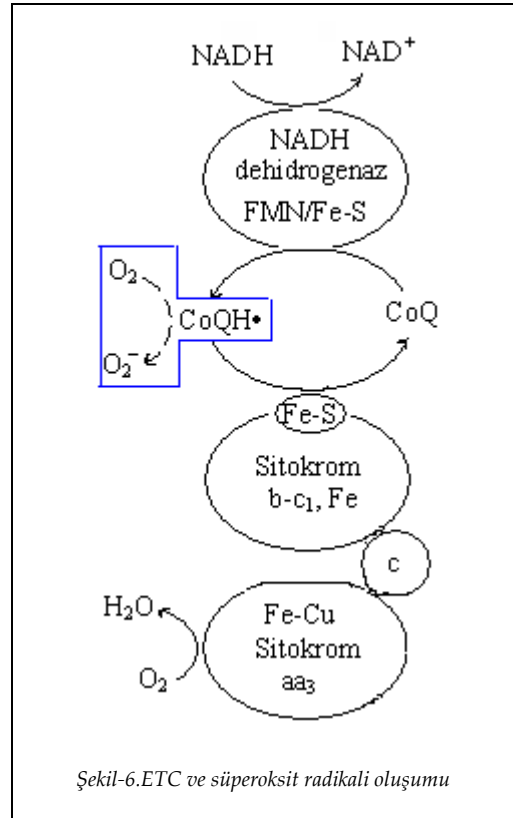 NADH NAD⁺
NADH
dehidrogenaz
FMN/Fe-S
O₂
CoQH•
CoQ
O₂⁻
Fe-S
Sitokrom
b-c₁, Fe
c
H₂O
Fe-Cu
Sitokrom
O₂
aa₃
Şekil-6.ETC ve süperoksit radikali oluşumu